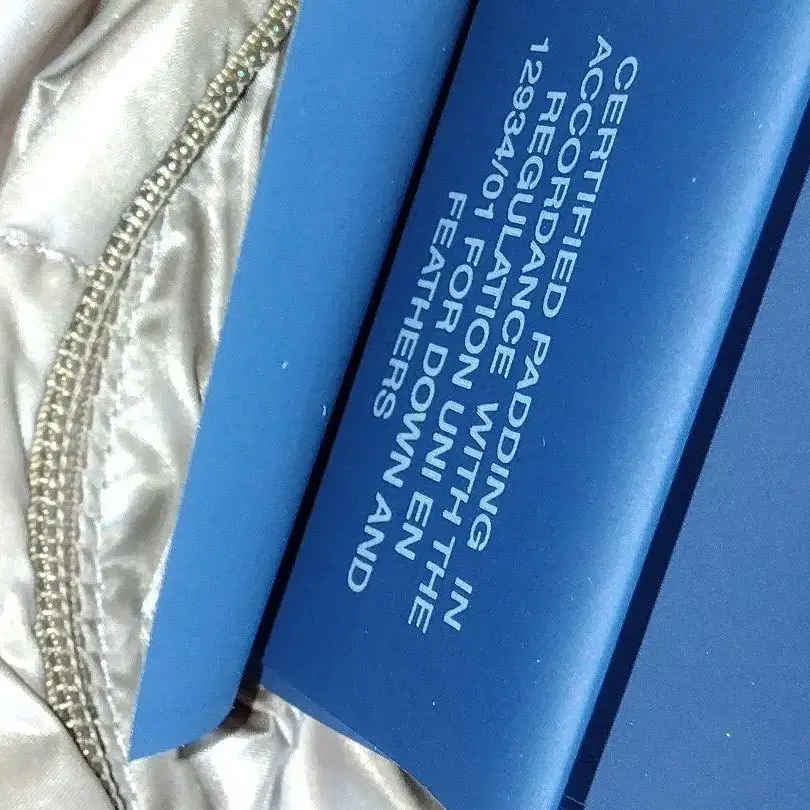 CERTIFIED PADDING IN
ACCORDANCE WITH THE
REGULATION UNI EN
12934/01 FOR DOWN AND
FEATHERS